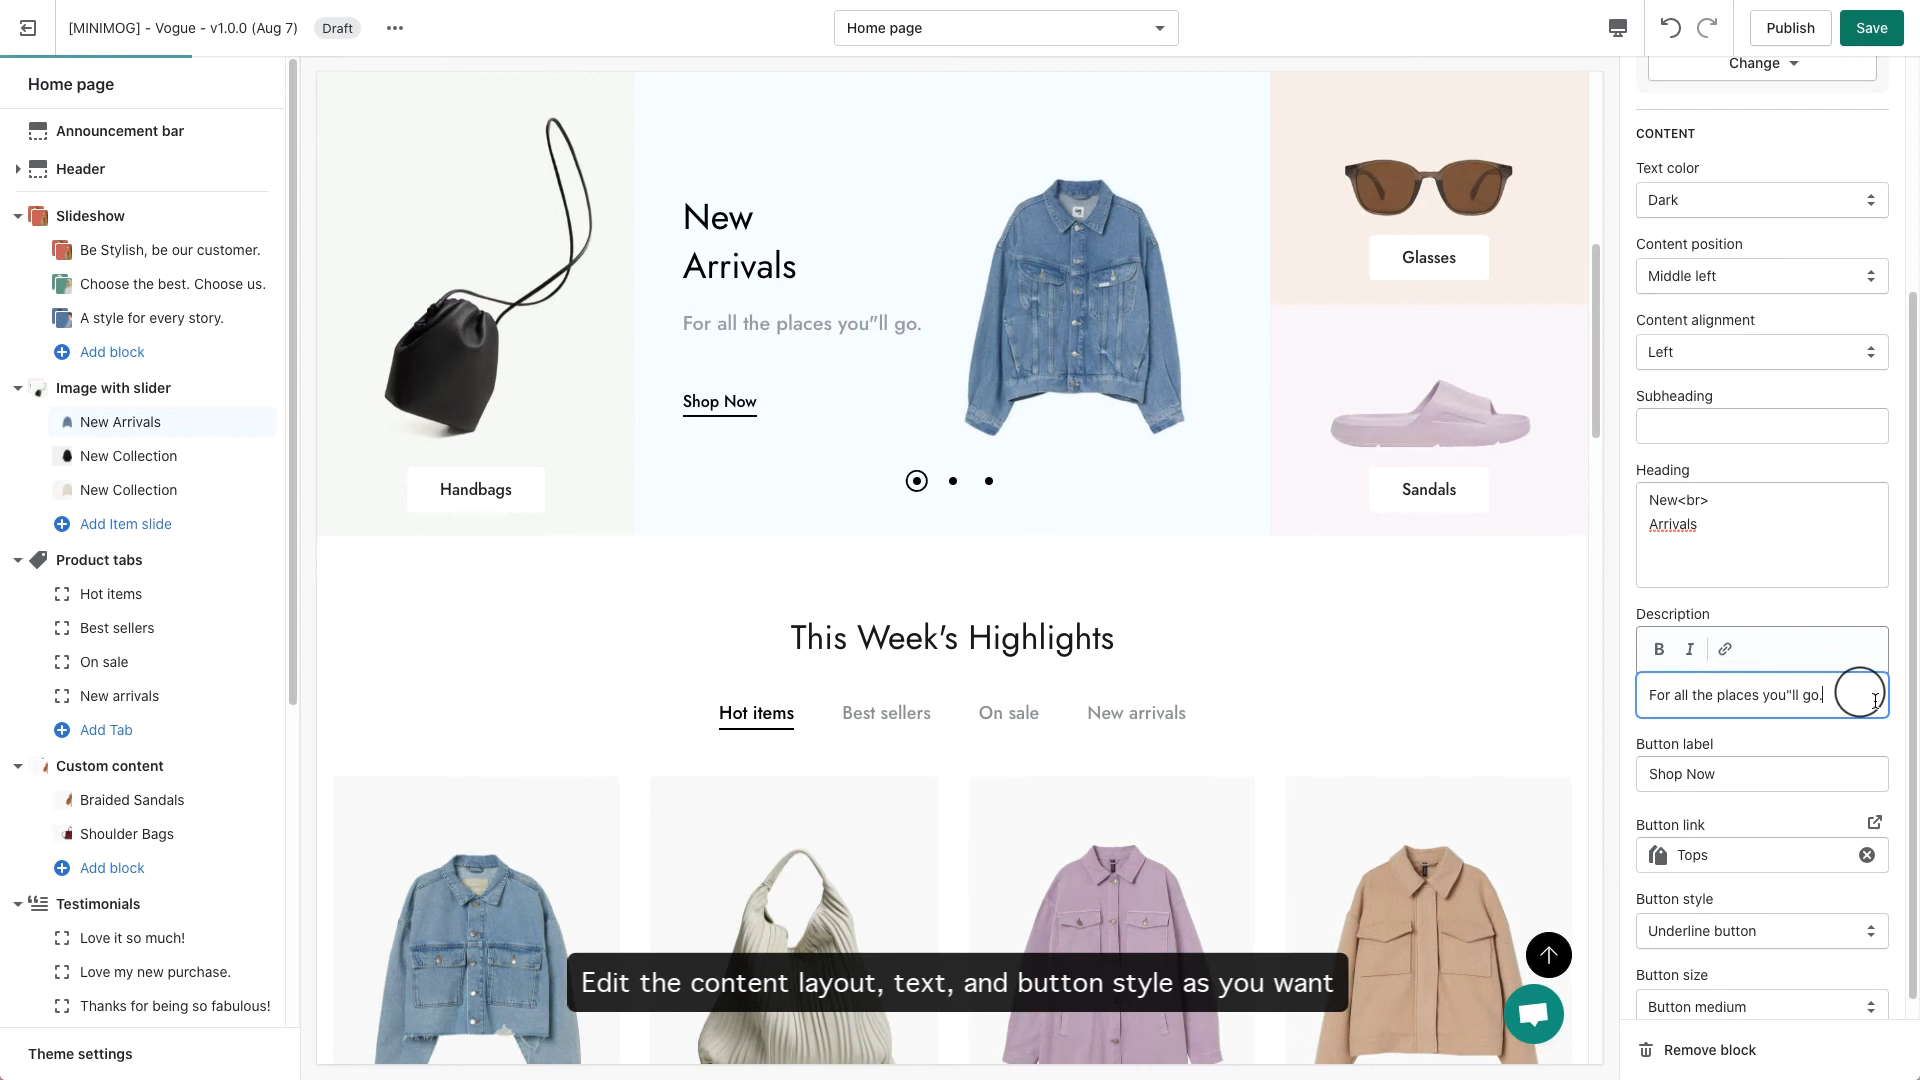 [MINIMOG] - Vogue - v1.0.0 (Aug 7)
Draft
Home page
Publish
Save
Home page
Announcement bar
Header
Slideshow
Be Stylish, be our customer.
Choose the best. Choose us.
A style for every story.
Add block
Image with slider
New Arrivals
New Collection
New Collection
Add Item slide
Product tabs
Hot items
Best sellers
On sale
New arrivals
Add Tab
Custom content
Braided Sandals
Shoulder Bags
Add block
Testimonials
Love it so much!
Love my new purchase.
Thanks for being so fabulous!
Theme settings
Handbags
New
Arrivals
For all the places you"ll go.
Shop Now
Glasses
Sandals
This Week's Highlights
Hot items
Best sellers
On sale
New arrivals
Edit the content layout, text, and button style as you want
Change
CONTENT
Text color
Dark
Content position
Middle left
Content alignment
Left
Subheading
Heading
New<br>
Arrivals
Description
B I
For all the places you"ll go.
Button label
Shop Now
Button link
Tops
Button style
Underline button
Button size
Button medium
Remove block